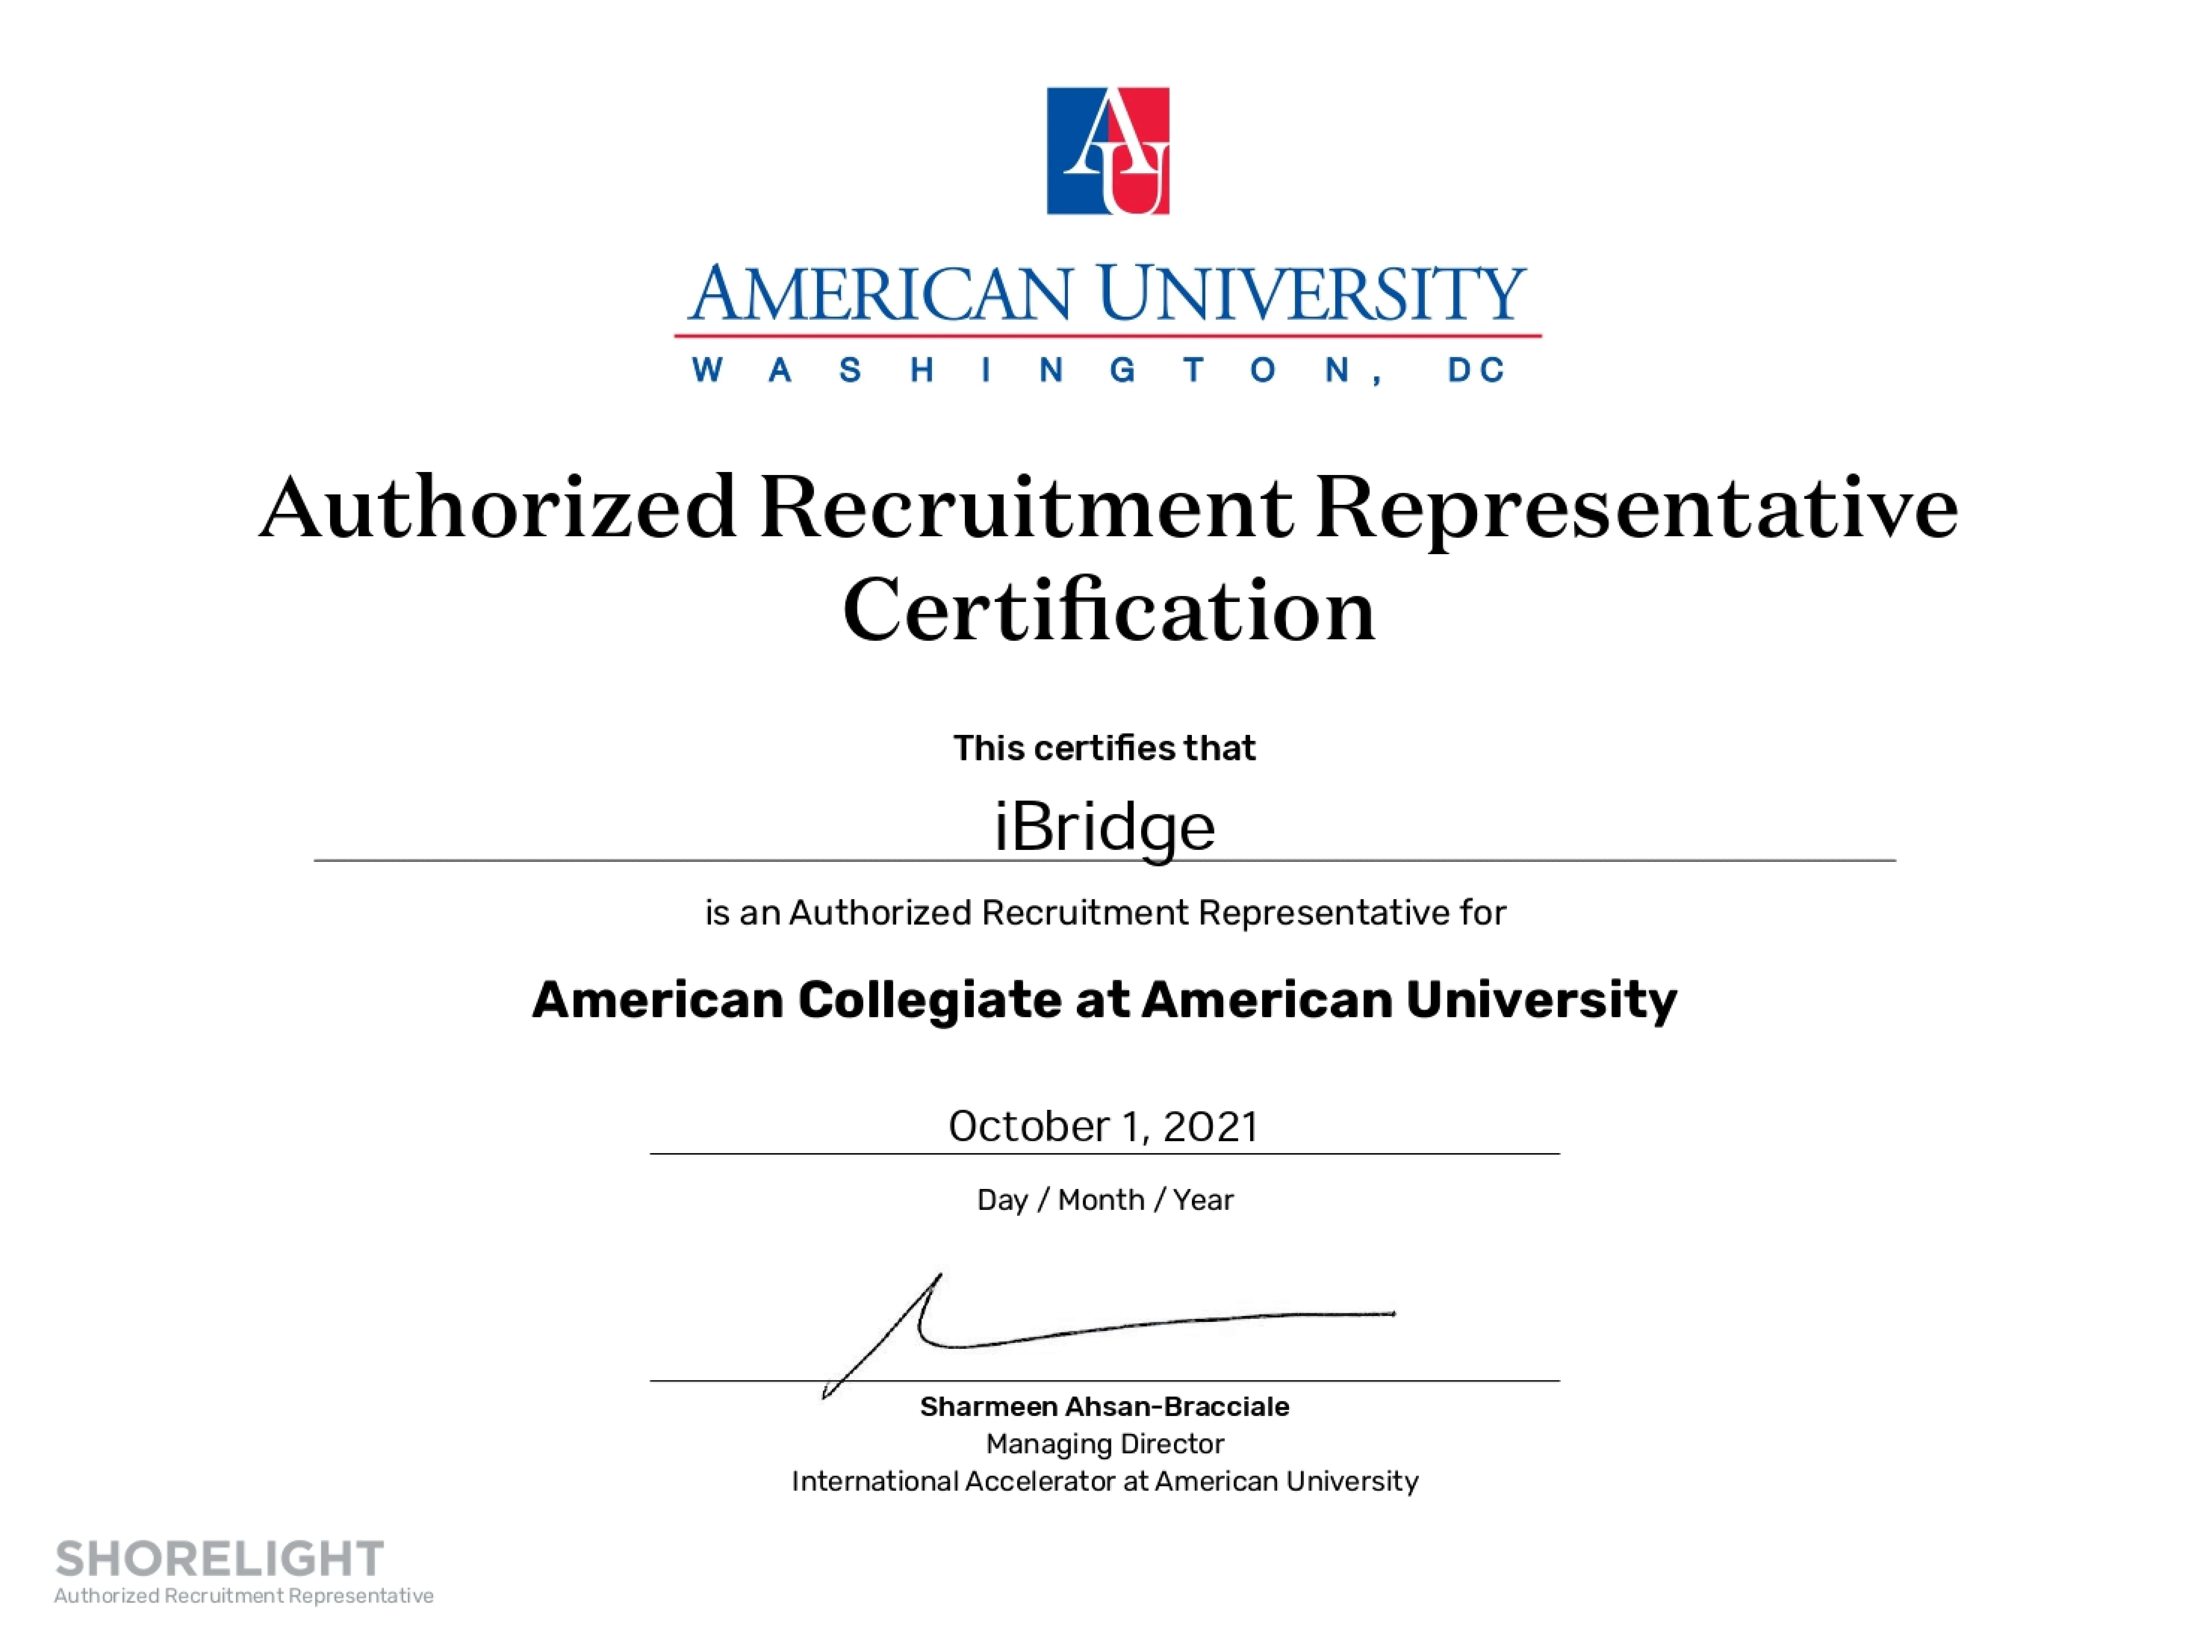 AU
AMERICAN UNIVERSITY
WASHINGTON, DC
Authorized Recruitment Representative
Certification
This certifies that
iBridge
is an Authorized Recruitment Representative for
American Collegiate at American University
October 1, 2021
Day / Month / Year
Sharmeen Ahsan-Bracciale
Managing Director
International Accelerator at American University
SHORELIGHT
Authorized Recruitment Representative